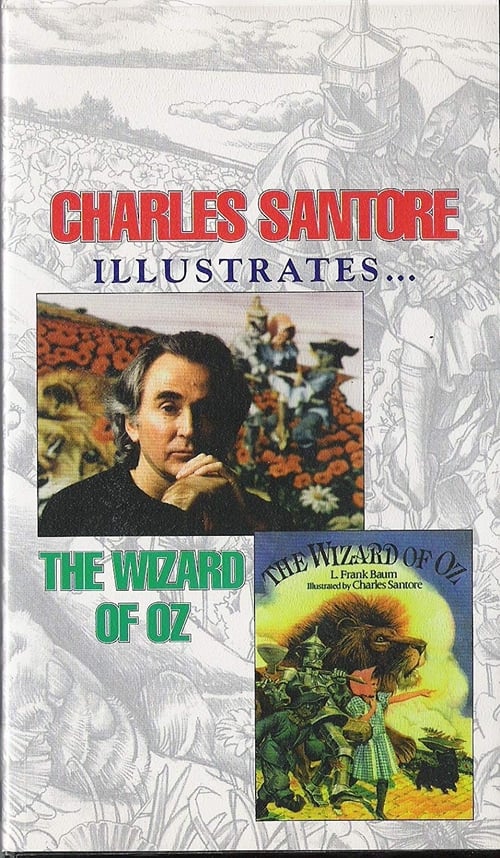 CHARLES SANTORE
ILLUSTRATES...
THE WIZARD
OF OZ
THE WIZARD OF OZ
L. Frank Baum
Illustrated by Charles Santore